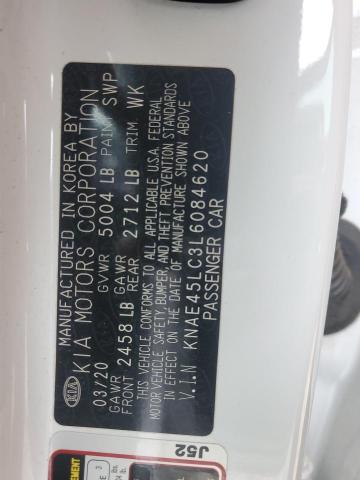 MANUFACTURED IN KOREA BY
KIA MOTORS CORPORATION
KIA
03/20 GVWR 5004 LB PAINT SWP
GAWR GAWR
FRONT 2458 LB REAR 2712 LB TRIM WK
THIS VEHICLE CONFORMS TO ALL APPLICABLE U.S.A. FEDERAL
MOTOR VEHICLE SAFETY, BUMPER, AND THEFT PREVENTION STANDARDS
IN EFFECT ON THE DATE OF MANUFACTURE SHOWN ABOVE
V.I.N KNAE45LC3L6084620
PASSENGER CAR
J52